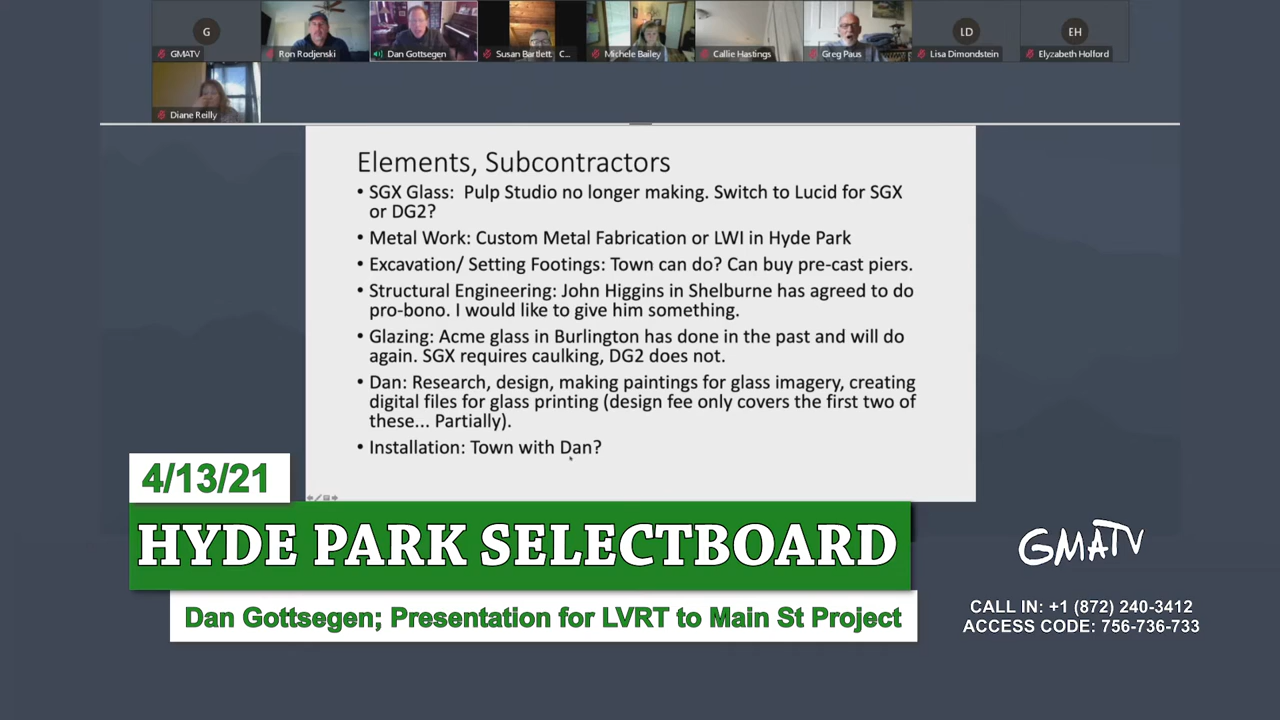 G
LD
EH
GMATV
Ron Rodjenski
Dan Gottsegen
Susan Bartlett, C...
Michele Bailey
Callie Hastings
Greg Paus
Lisa Dimondstein
Elyzabeth Holford
Diane Reilly
Elements, Subcontractors
• SGX Glass:  Pulp Studio no longer making. Switch to Lucid for SGX
or DG2?
• Metal Work: Custom Metal Fabrication or LWI in Hyde Park
• Excavation/ Setting Footings: Town can do? Can buy pre-cast piers.
• Structural Engineering: John Higgins in Shelburne has agreed to do
pro-bono. I would like to give him something.
• Glazing: Acme glass in Burlington has done in the past and will do
again. SGX requires caulking, DG2 does not.
• Dan: Research, design, making paintings for glass imagery, creating
digital files for glass printing (design fee only covers the first two of
these... Partially).
• Installation: Town with Dan?
4/13/21
HYDE PARK SELECTBOARD
Dan Gottsegen; Presentation for LVRT to Main St Project
GMATV
CALL IN: +1 (872) 240-3412
ACCESS CODE: 756-736-733